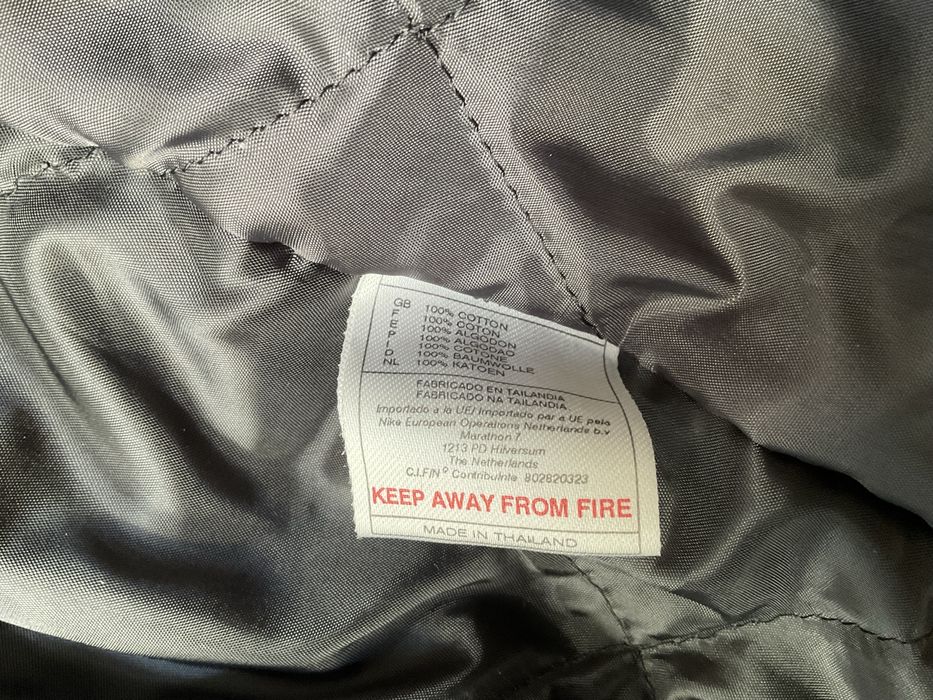 GB 100% COTTON
F 100% COTON
E 100% ALGODON
P 100% ALGODAO
I 100% COTONE
D 100% BAUMWOLLE
NL 100% KATOEN
FABRICADO EN TAILANDIA
FABRICADO NA TAILANDIA
Importado a la UE/ Importado par a UE pela
Nike European Operations Netherlands b.v
Marathon 7
1213 PD Hilversum
The Netherlands
C.I.F/N° Contribuinte 802820323
KEEP AWAY FROM FIRE
MADE IN THAILAND